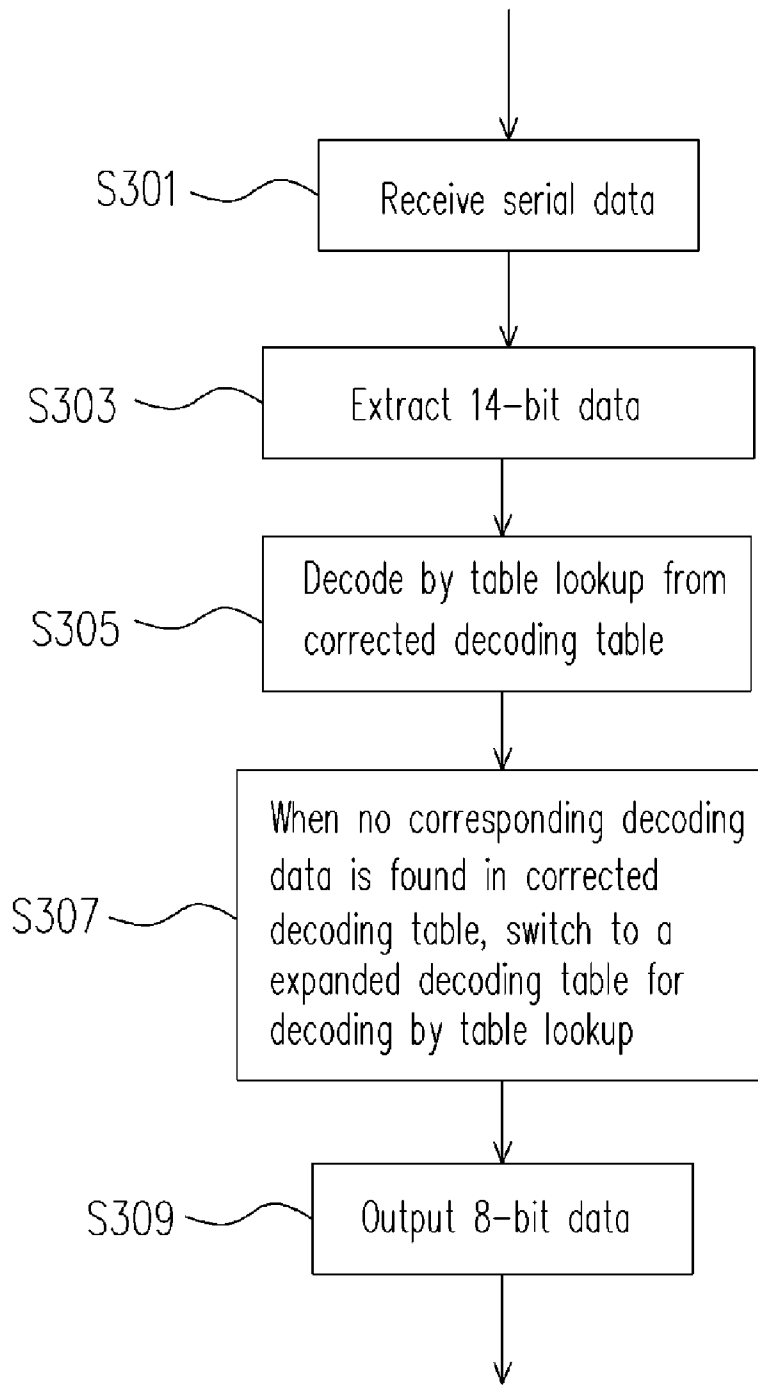 S301
Receive serial data
S303
Extract 14-bit data
S305
Decode by table lookup from
corrected decoding table
S307
When no corresponding decoding
data is found in corrected
decoding table, switch to a
expanded decoding table for
decoding by table lookup
S309
Output 8-bit data